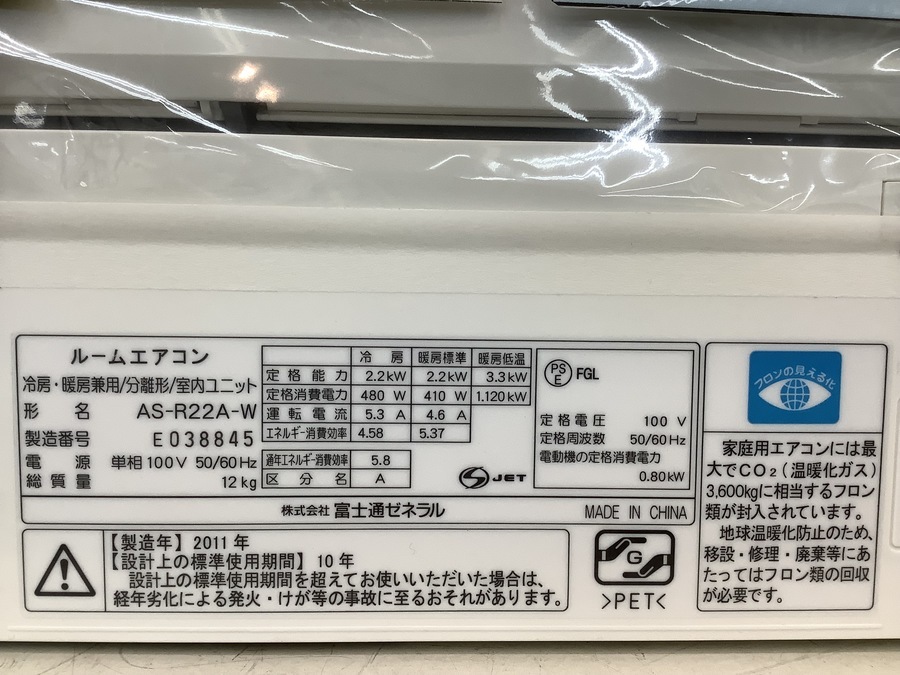 ルームエアコン
冷房・暖房兼用/分離形/室内ユニット
形名 AS-R22A-W
製造番号 E038845
電源 単相100V 50/60Hz
総質量 12kg
冷房 暖房標準 暖房低温
定格能力 2.2kW 2.2kW 3.3kW
定格消費電力 480W 410W 1,120kW
運転電流 5.3A 4.6A
エネルギー消費効率 4.58 5.37
通年エネルギー消費効率 5.8
区分名 A
S JET
PSE FGL
定格電圧 100V
定格周波数 50/60Hz
電動機の定格消費電力
0.80kW
株式会社 富士通ゼネラル MADE IN CHINA
【製造年】2011年
【設計上の標準使用期間】10年
設計上の標準使用期間を超えてお使いいただいた場合は、
経年劣化による発火・けが等の事故に至るおそれがあります。
G
>PET<
フロンの見える化
家庭用エアコンには最
大でCO2(温暖化ガス)
3,600kgに相当するフロン
類が封入されています。
地球温暖化防止のため、
移設・修理・廃棄等にあ
たってはフロン類の回収
が必要です。